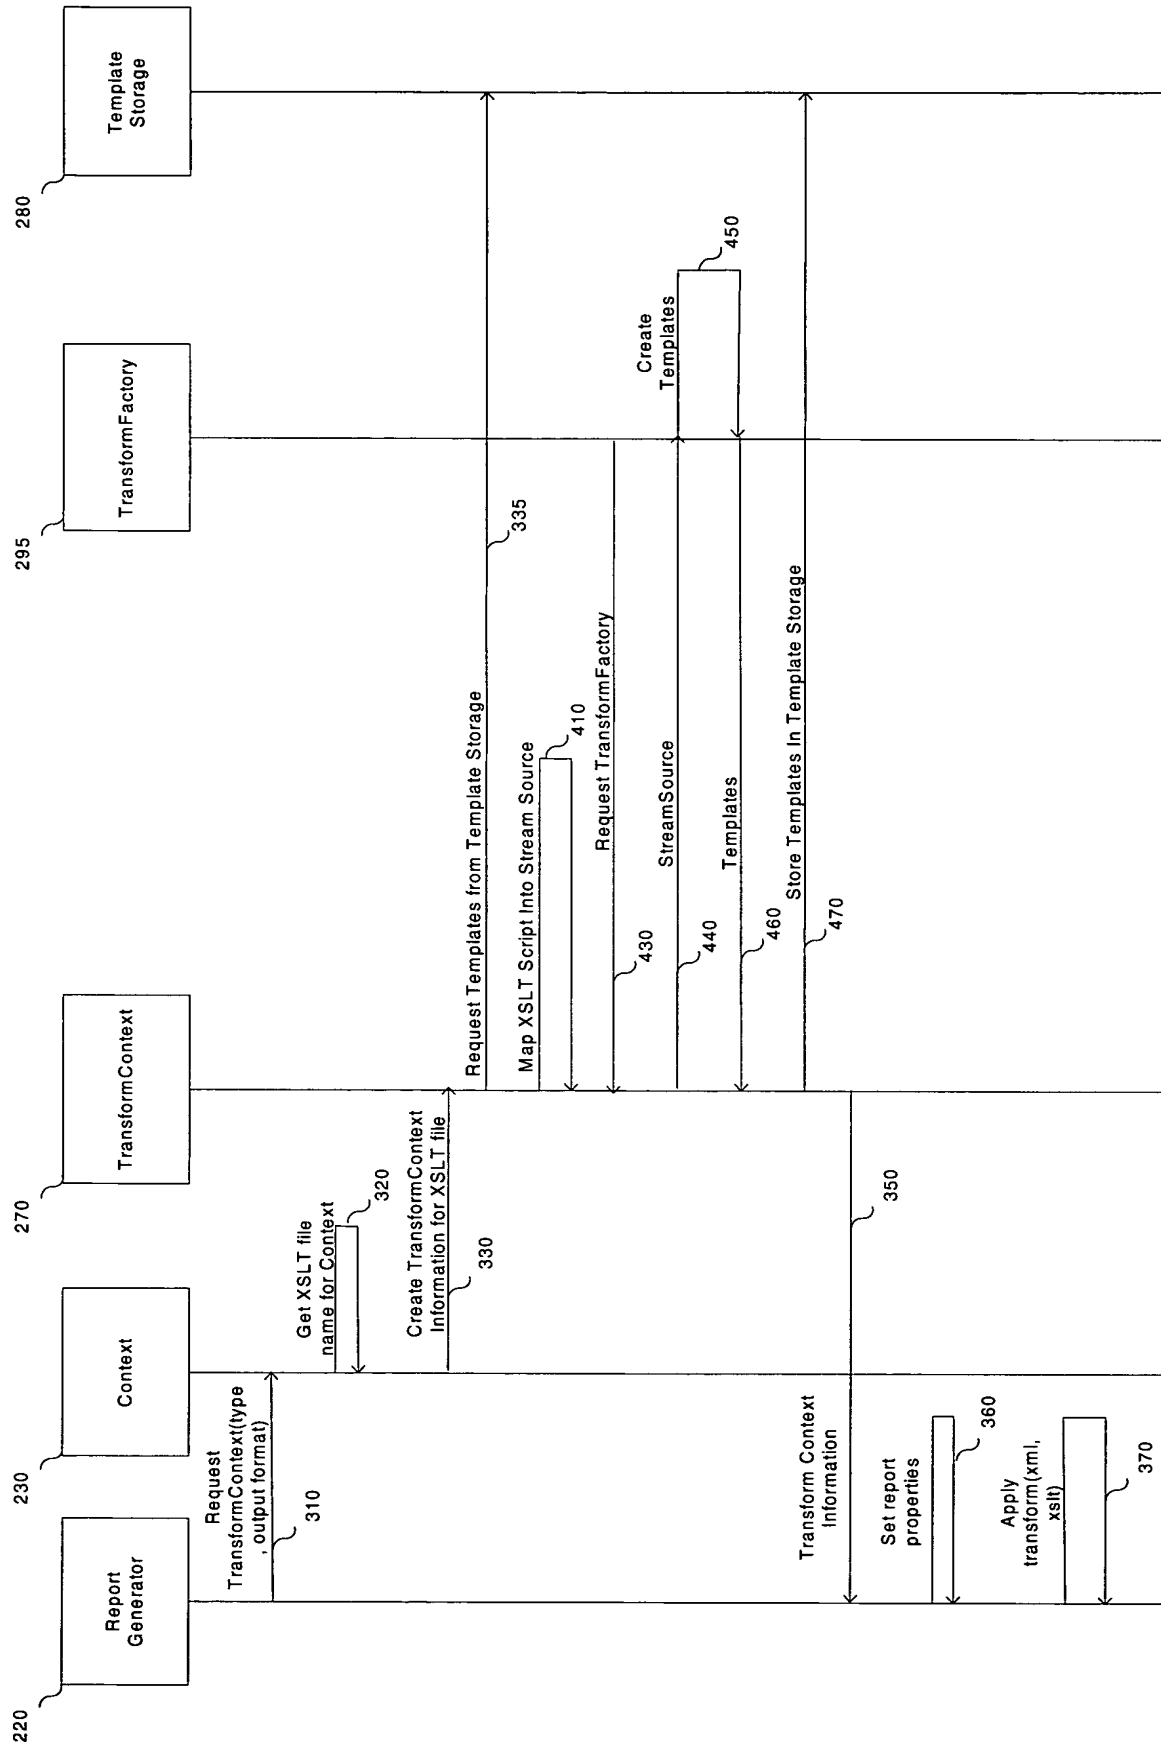 220
Report
Generator
230
Context
270
TransformContext
295
TransformFactory
280
Template
Storage
Request
TransformContext(type
, output format)
310
Get XSLT file
name for Context
320
Create TransformContext
Information for XSLT file
330
Request Templates from Template Storage
335
Map XSLT Script Into Stream Source
410
Request TransformFactory
430
StreamSource
440
Create
Templates
450
Templates
460
Store Templates In Template Storage
470
Transform Context
Information
350
Set report
properties
360
Apply
transform(xml,
xslt)
370